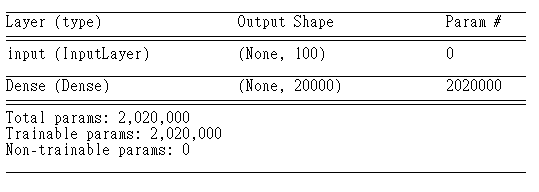 Layer (type) Output Shape Param #
input (InputLayer) (None, 100) 0
Dense (Dense) (None, 20000) 2020000
Total params: 2,020,000
Trainable params: 2,020,000
Non-trainable params: 0